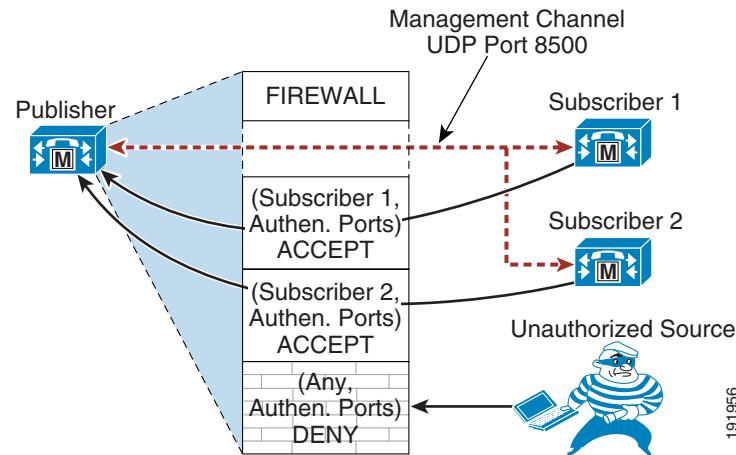 Management Channel
UDP Port 8500
FIREWALL
Publisher
Subscriber 1
M
M
(Subscriber 1,
Authen. Ports)
ACCEPT
Subscriber 2
M
(Subscriber 2,
Authen. Ports)
ACCEPT
Unauthorized Source
(Any,
Authen. Ports)
DENY
191956